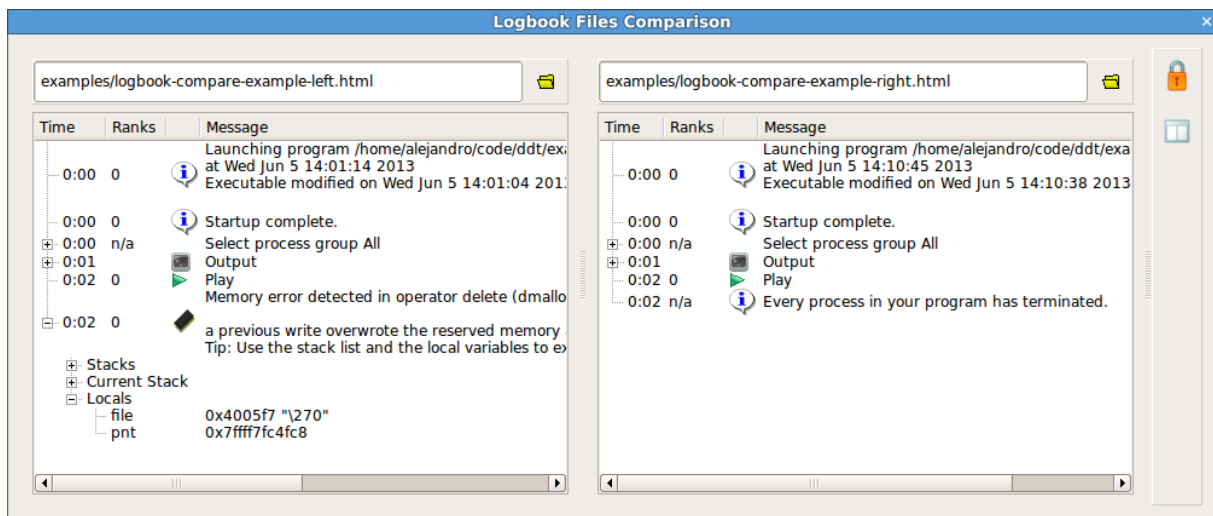 Logbook Files Comparison
examples/logbook-compare-example-left.html
Time Ranks Message
Launching program /home/alejandro/code/ddt/exa
at Wed Jun 5 14:01:14 2013
0:00 0
Executable modified on Wed Jun 5 14:01:04 201
0:00 0 Startup complete.
0:00 n/a Select process group All
0:01 Output
0:02 0 Play
Memory error detected in operator delete (dmallo
0:02 0
a previous write overwrote the reserved memory
Tip: Use the stack list and the local variables to ex
Stacks
Current Stack
Locals
file 0x4005f7 "\270"
pnt 0x7ffff7fc4fc8
examples/logbook-compare-example-right.html
Time Ranks Message
Launching program /home/alejandro/code/ddt/exa
at Wed Jun 5 14:10:45 2013
0:00 0
Executable modified on Wed Jun 5 14:10:38 2013
0:00 0 Startup complete.
0:00 n/a Select process group All
0:01 Output
0:02 0 Play
0:02 n/a Every process in your program has terminated.